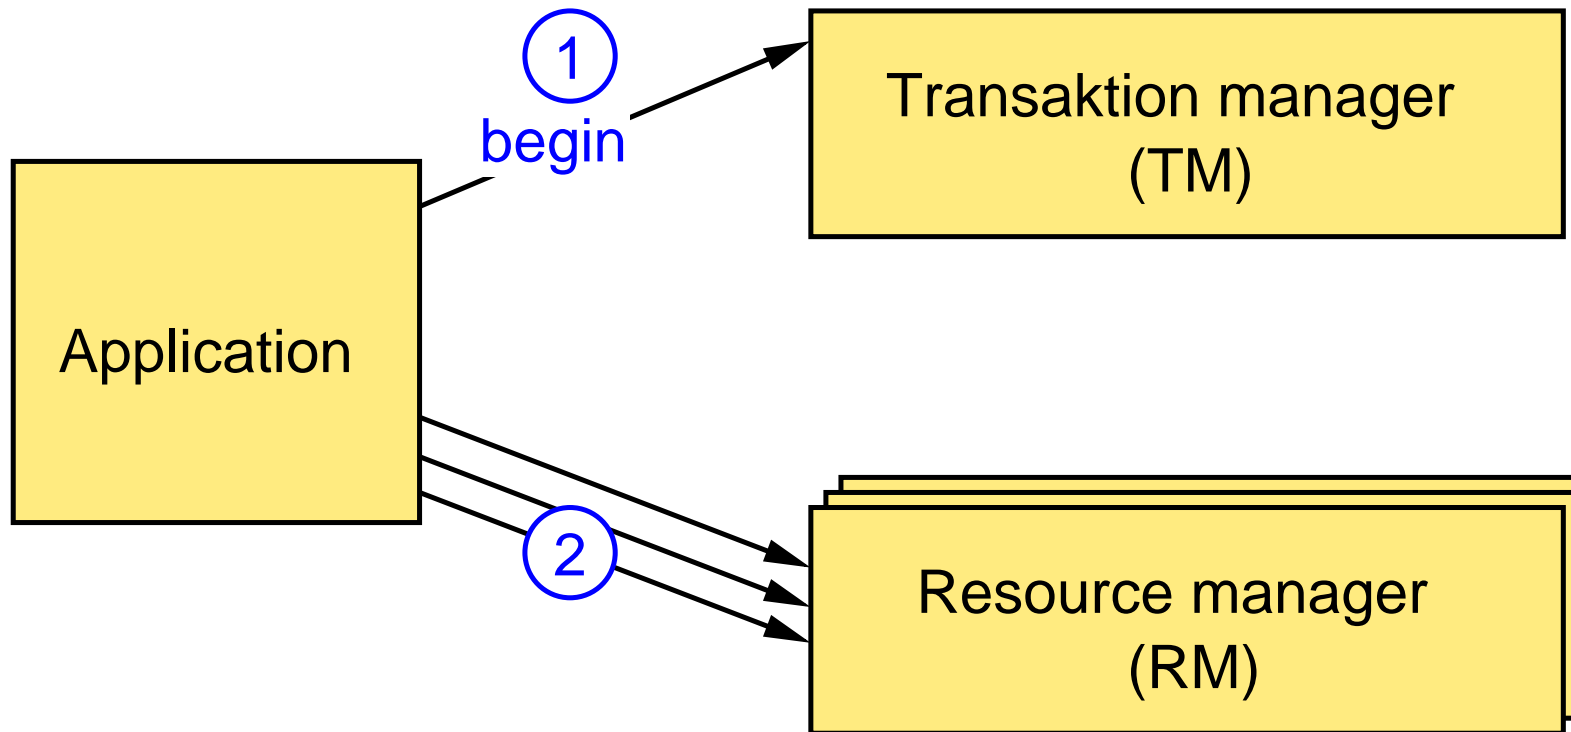 1
begin
Transaktion manager
(TM)
Application
2
Resource manager
(RM)